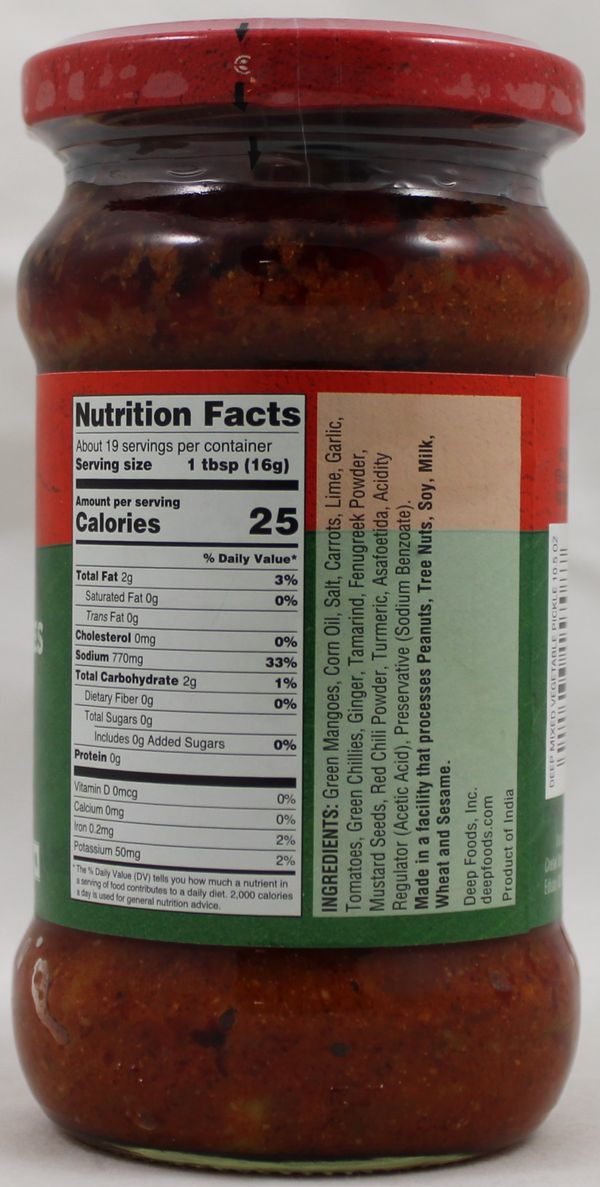 Nutrition Facts
About 19 servings per container
Serving size 1 tbsp (16g)
Amount per serving
Calories 25
% Daily Value*
Total Fat 2g 3%
Saturated Fat 0g 0%
Trans Fat 0g
Cholesterol 0mg 0%
Sodium 770mg 33%
Total Carbohydrate 2g 1%
Dietary Fiber 0g 0%
Total Sugars 0g
Includes 0g Added Sugars 0%
Protein 0g
Vitamin D 0mcg 0%
Calcium 0mg 0%
Iron 0.2mg 2%
Potassium 50mg 2%
*The % Daily Value (DV) tells you how much a nutrient in
a serving of food contributes to a daily diet. 2,000 calories
a day is used for general nutrition advice.
INGREDIENTS: Green Mangoes, Corn Oil, Salt, Carrots, Lime, Garlic,
Tomatoes, Green Chillies, Ginger, Tamarind, Fenugreek Powder,
Mustard Seeds, Red Chili Powder, Turmeric, Asafoetida, Acidity
Regulator (Acetic Acid), Preservative (Sodium Benzoate).
Made in a facility that processes Peanuts, Tree Nuts, Soy, Milk,
Wheat and Sesame.
Deep Foods, Inc.
deepfoods.com
Product of India
DEEP MIXED VEGETABLE PICKLE 10.5 OZ